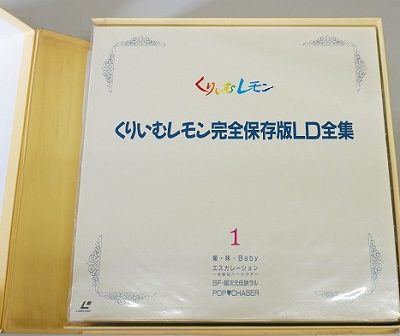 くりいむレモン
くりいむレモン完全保存版LD全集
1
媚・妹・Baby
エスカレーション
SF・超次元伝説ラル
POP♥CHASER